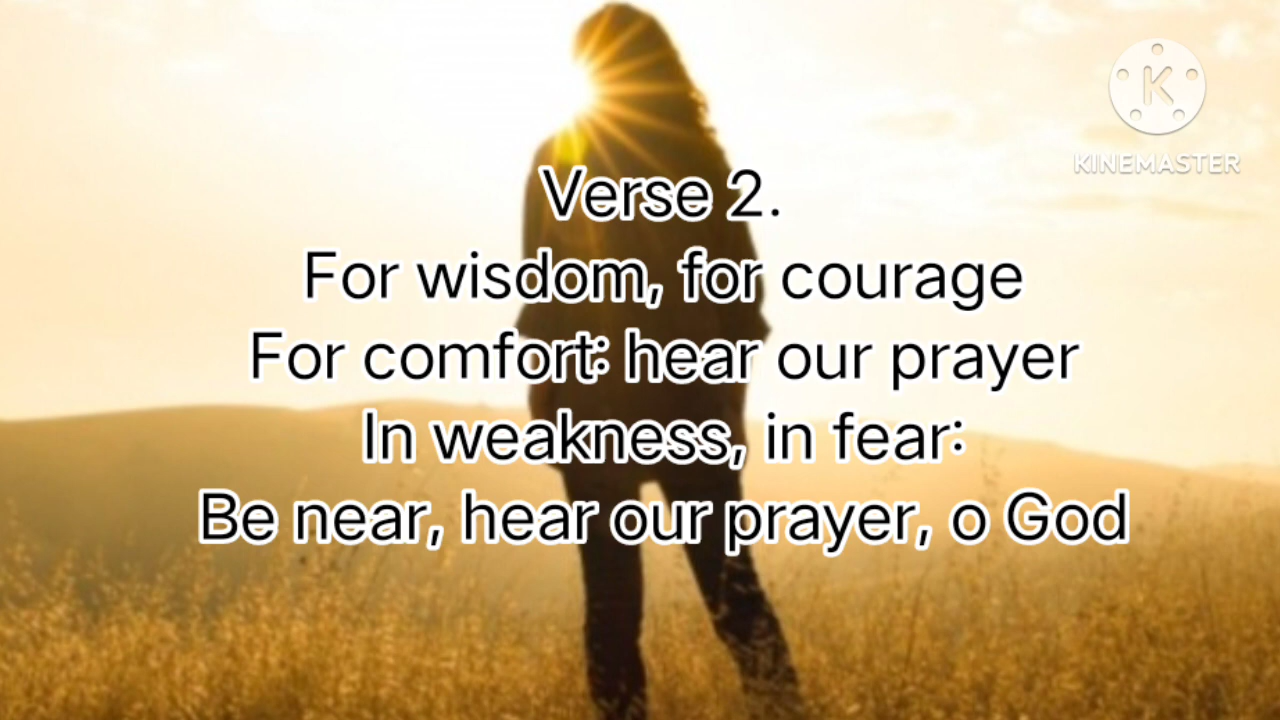 KINEMASTER
Verse 2.
For wisdom, for courage
For comfort: hear our prayer
In weakness, in fear:
Be near, hear our prayer, o God